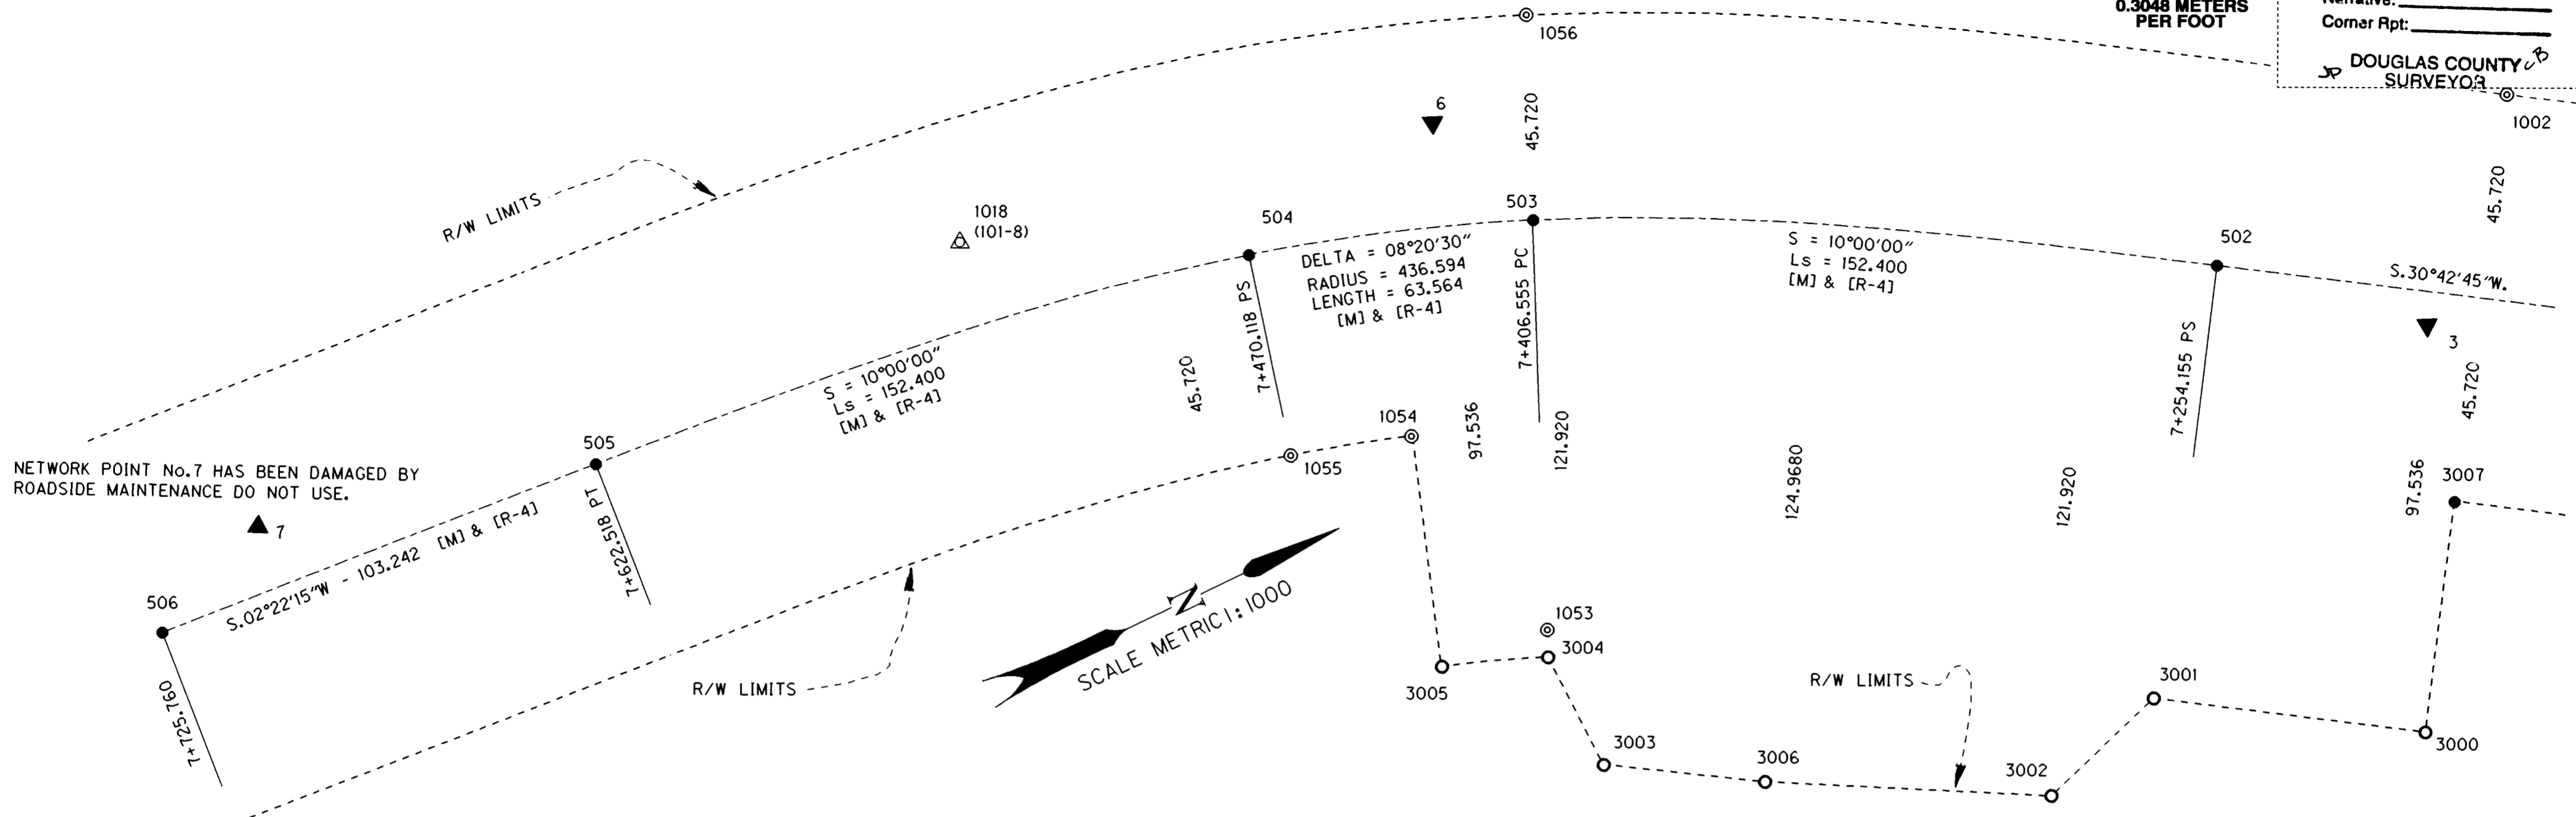 0.3048 METERS
PER FOOT
Narrative:
Corner Rpt:
JP DOUGLAS COUNTY
SURVEYOR
1056
1002
6
45.720
45.720
R/W LIMITS
1018
(101-8)
504
503
502
DELTA = 08°20'30"
RADIUS = 436.594
LENGTH = 63.564
[M] & [R-4]
S = 10°00'00"
Ls = 152.400
[M] & [R-4]
S.30°42'45"W.
7+470.118 PS
7+406.555 PC
7+254.155 PS
3
45.720
45.720
S = 10°00'00"
Ls = 152.400
[M] & [R-4]
1054
97.536
121.920
124.9680
121.920
97.536
3007
505
1055
NETWORK POINT No.7 HAS BEEN DAMAGED BY
ROADSIDE MAINTENANCE DO NOT USE.
7
S.02°22'15"W - 103.242 [M] & [R-4]
7+622.518 PT
506
7+725.760
N
SCALE METRIC 1:1000
R/W LIMITS
1053
3004
3005
R/W LIMITS
3001
3003
3006
3002
3000